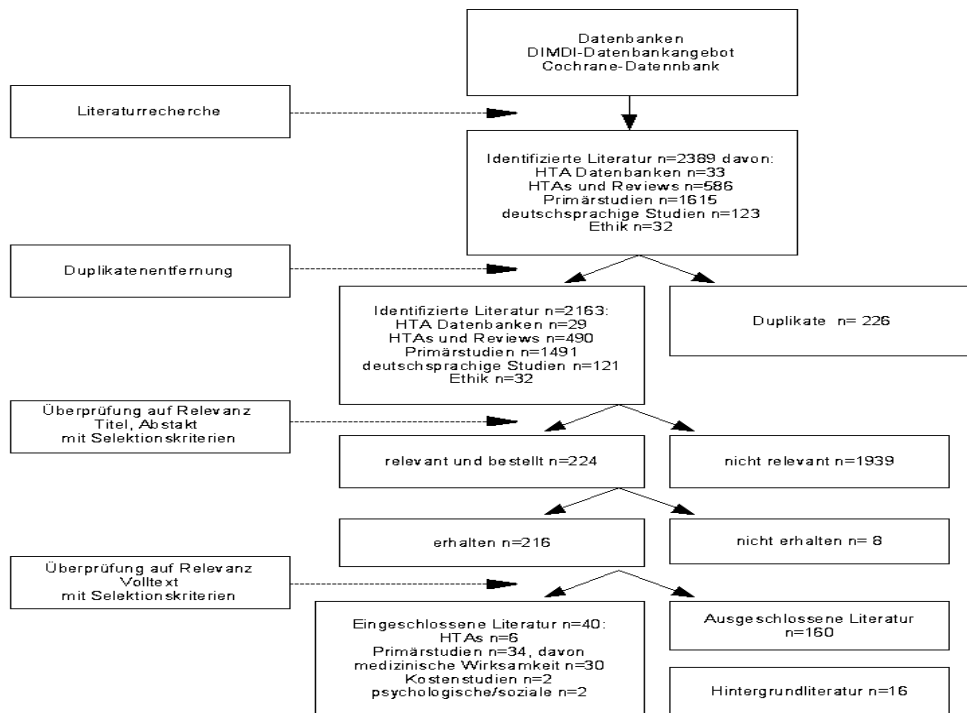 Datenbanken
DIMDI-Datenbankangebot
Cochrane-Datennbank
Literaturrecherche
Identifizierte Literatur n=2389 davon:
HTA Datenbanken n=33
HTAs und Reviews n=586
Primärstudien n=1615
deutschsprachige Studien n=123
Ethik n=32
Duplikatenentfernung
Identifizierte Literatur n=2163:
HTA Datenbanken n=29
HTAs und Reviews n=490
Primärstudien n=1491
deutschsprachige Studien n=121
Ethik n=32
Duplikate n= 226
Überprüfung auf Relevanz
Titel, Abstakt
mit Selektionskriterien
relevant und bestellt n=224
nicht relevant n=1939
erhalten n=216
nicht erhalten n= 8
Überprüfung auf Relevanz
Volltext
mit Selektionskriterien
Eingeschlossene Literatur n=40:
HTAs n=6
Primärstudien n=34, davon
medizinische Wirksamkeit n=30
Kostenstudien n=2
psychologische/soziale n=2
Ausgeschlossene Literatur
n=160
Hintergrundliteratur n=16